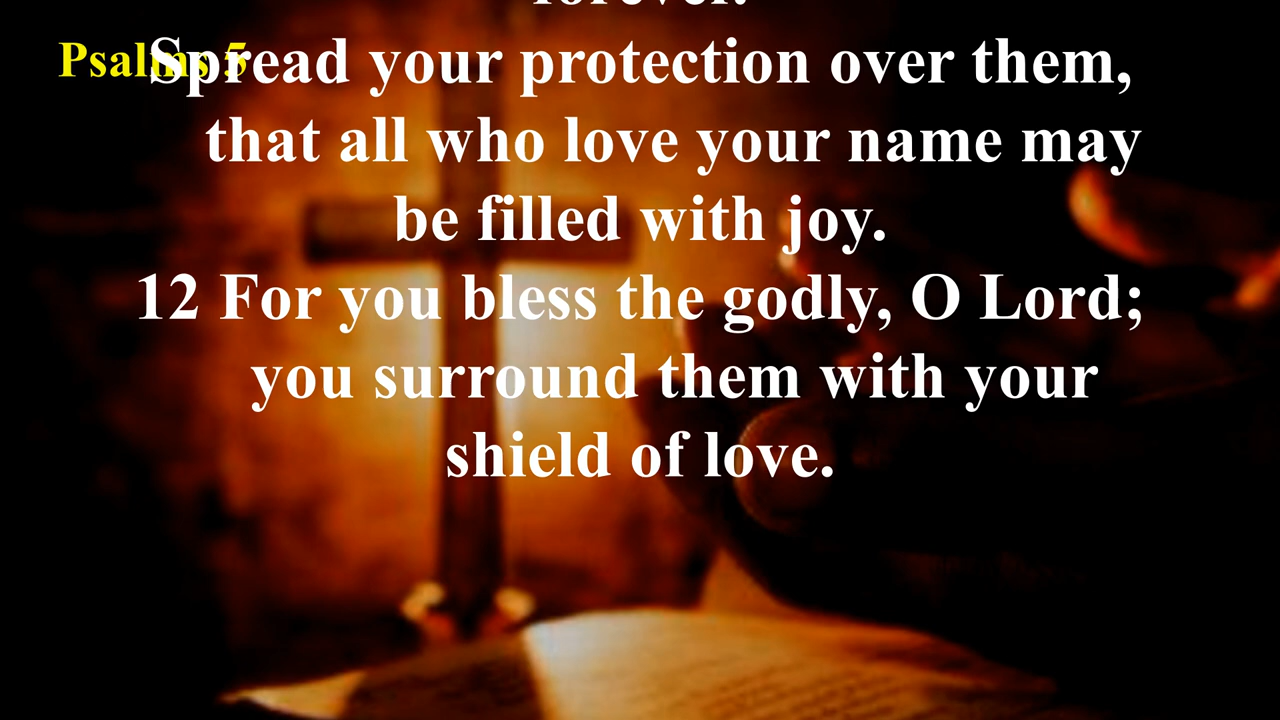 forever.
Psalms 5
Spread your protection over them,
that all who love your name may
be filled with joy.
12 For you bless the godly, O Lord;
you surround them with your
shield of love.